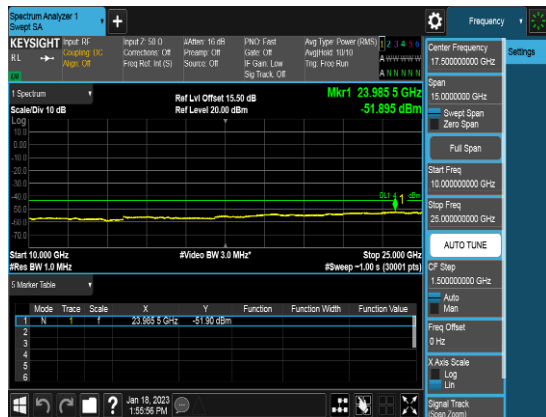 Spectrum Analyzer 1
Swept SA
Frequency
KEYSIGHT
RL
Input: RF
Coupling: DC
Align: Off
Input Z: 50 Ω
Corrections: Off
Freq Ref: Int (S)
#Atten: 16 dB
Preamp: Off
Source: Off
PNO: Fast
Gate: Off
IF Gain: Low
Sig Track: Off
Avg Type: Power (RMS)
Avg|Hold: 10/10
Trig: Free Run
1 2 3 4 5 6
A W W W W W
A N N N N N
1 Spectrum
Scale/Div 10 dB
Log
Ref Lvl Offset 15.50 dB
Ref Level 20.00 dBm
Mkr1 23.985 5 GHz
-51.895 dBm
10.0
0.00
-10.0
-20.0
-30.0
-40.0
-50.0
-60.0
-70.0
1
Start 10.000 GHz
#Res BW 1.0 MHz
#Video BW 3.0 MHz*
Stop 25.000 GHz
#Sweep ~1.00 s (30001 pts)
5 Marker Table
Mode Trace Scale X Y Function Function Width Function Value
1 N 1 f 23.985 5 GHz -51.90 dBm
2
3
4
5
6
Jan 18, 2023
1:55:56 PM
Center Frequency
17.500000000 GHz
Span
15.0000000 GHz
Swept Span
Zero Span
Full Span
Start Freq
10.000000000 GHz
Stop Freq
25.000000000 GHz
AUTO TUNE
CF Step
1.500000000 GHz
Auto
Man
Freq Offset
0 Hz
X Axis Scale
Log
Lin
Signal Track
(Span Zoom)
Settings